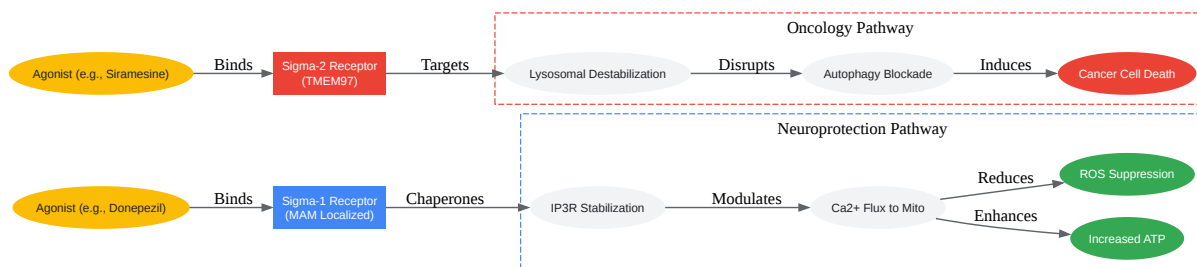 Oncology Pathway
Agonist (e.g., Siramesine)
Binds
Sigma-2 Receptor
(TMEM97)
Targets
Lysosomal Destabilization
Disrupts
Autophagy Blockade
Induces
Cancer Cell Death
Neuroprotection Pathway
Agonist (e.g., Donepezil)
Binds
Sigma-1 Receptor
(MAM Localized)
Chaperones
IP3R Stabilization
Modulates
Ca2+ Flux to Mito
Reduces
ROS Suppression
Enhances
Increased ATP